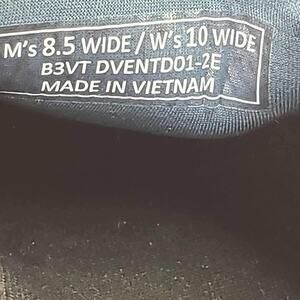 M's 8.5 WIDE / W's 10 WIDE
B3VT DVENTD01-2E
MADE IN VIETNAM